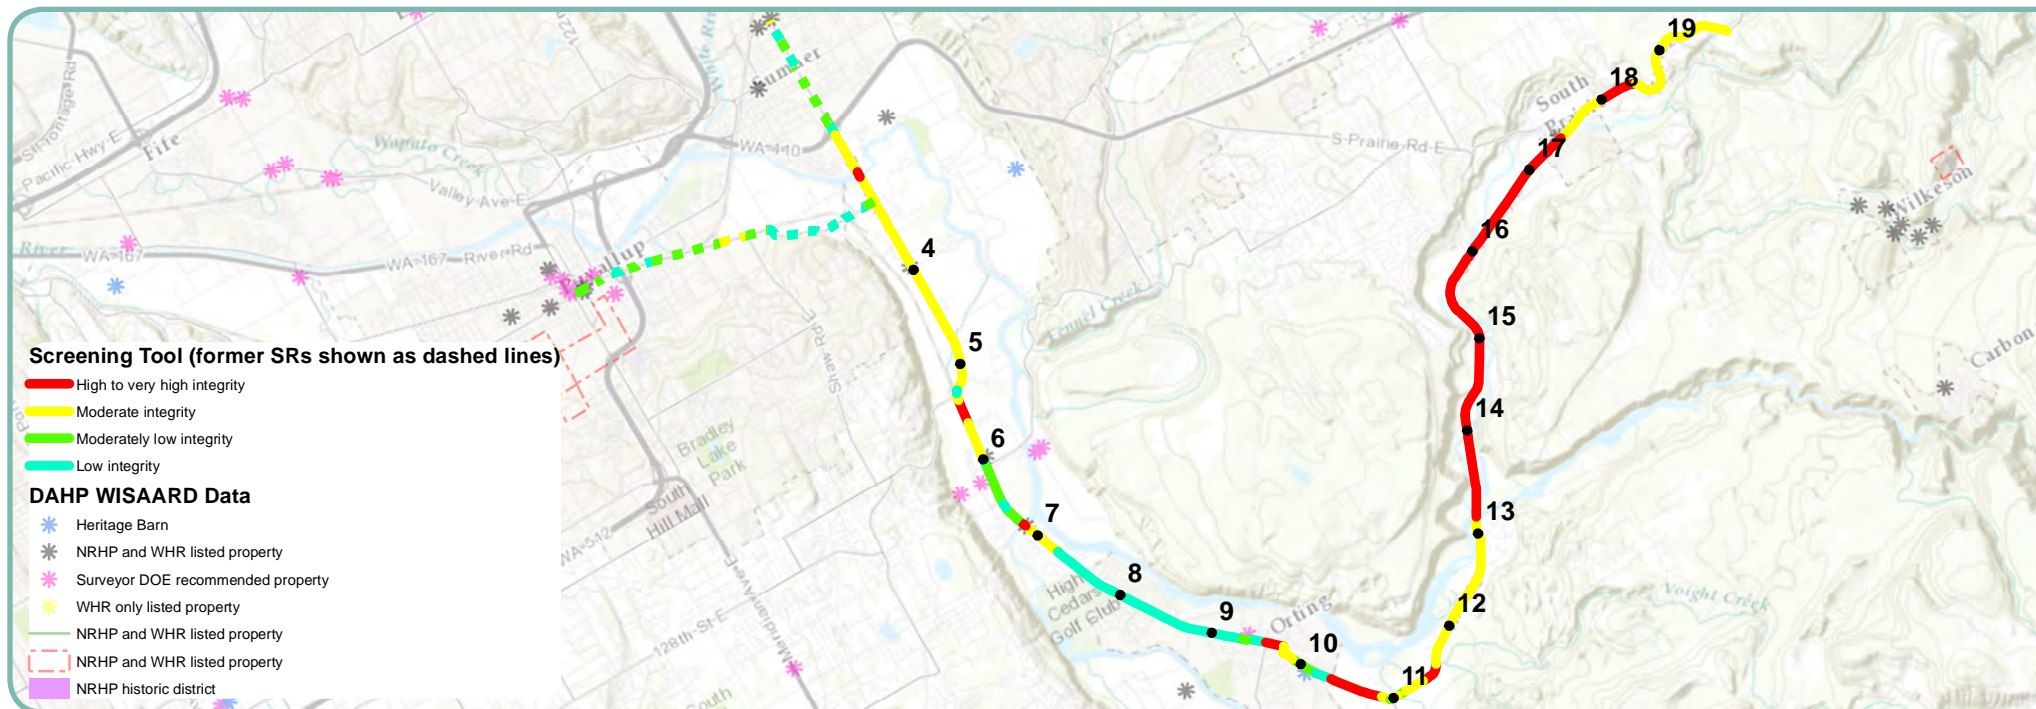 19
18
South
Prairie
17
Sumner
WA-410
S-Prairie-Rd-E
Fife
Pacific-Hwy-E
Wapato Creek
Valley-Ave-E
Wilkeson
River
WA-167
WA-167
River-Rd
Puyallup
4
16
Fennel Creek
15
Carbon
Shaw-Rd
5
Screening Tool (former SRs shown as dashed lines)
High to very high integrity
Moderate integrity
Moderately low integrity
Low integrity
14
Bradley
Lake
Park
6
South
Hill Mall
DAHP WISAARD Data
Heritage Barn
NRHP and WHR listed property
Surveyor DOE recommended property
WHR only listed property
NRHP and WHR listed property
NRHP and WHR listed property
NRHP historic district
WA-512
7
13
8
High
Cedars
Golf Club
9
Orting
12
Voight Creek
128th-St-E
Meridian-Ave-E
10
11
South